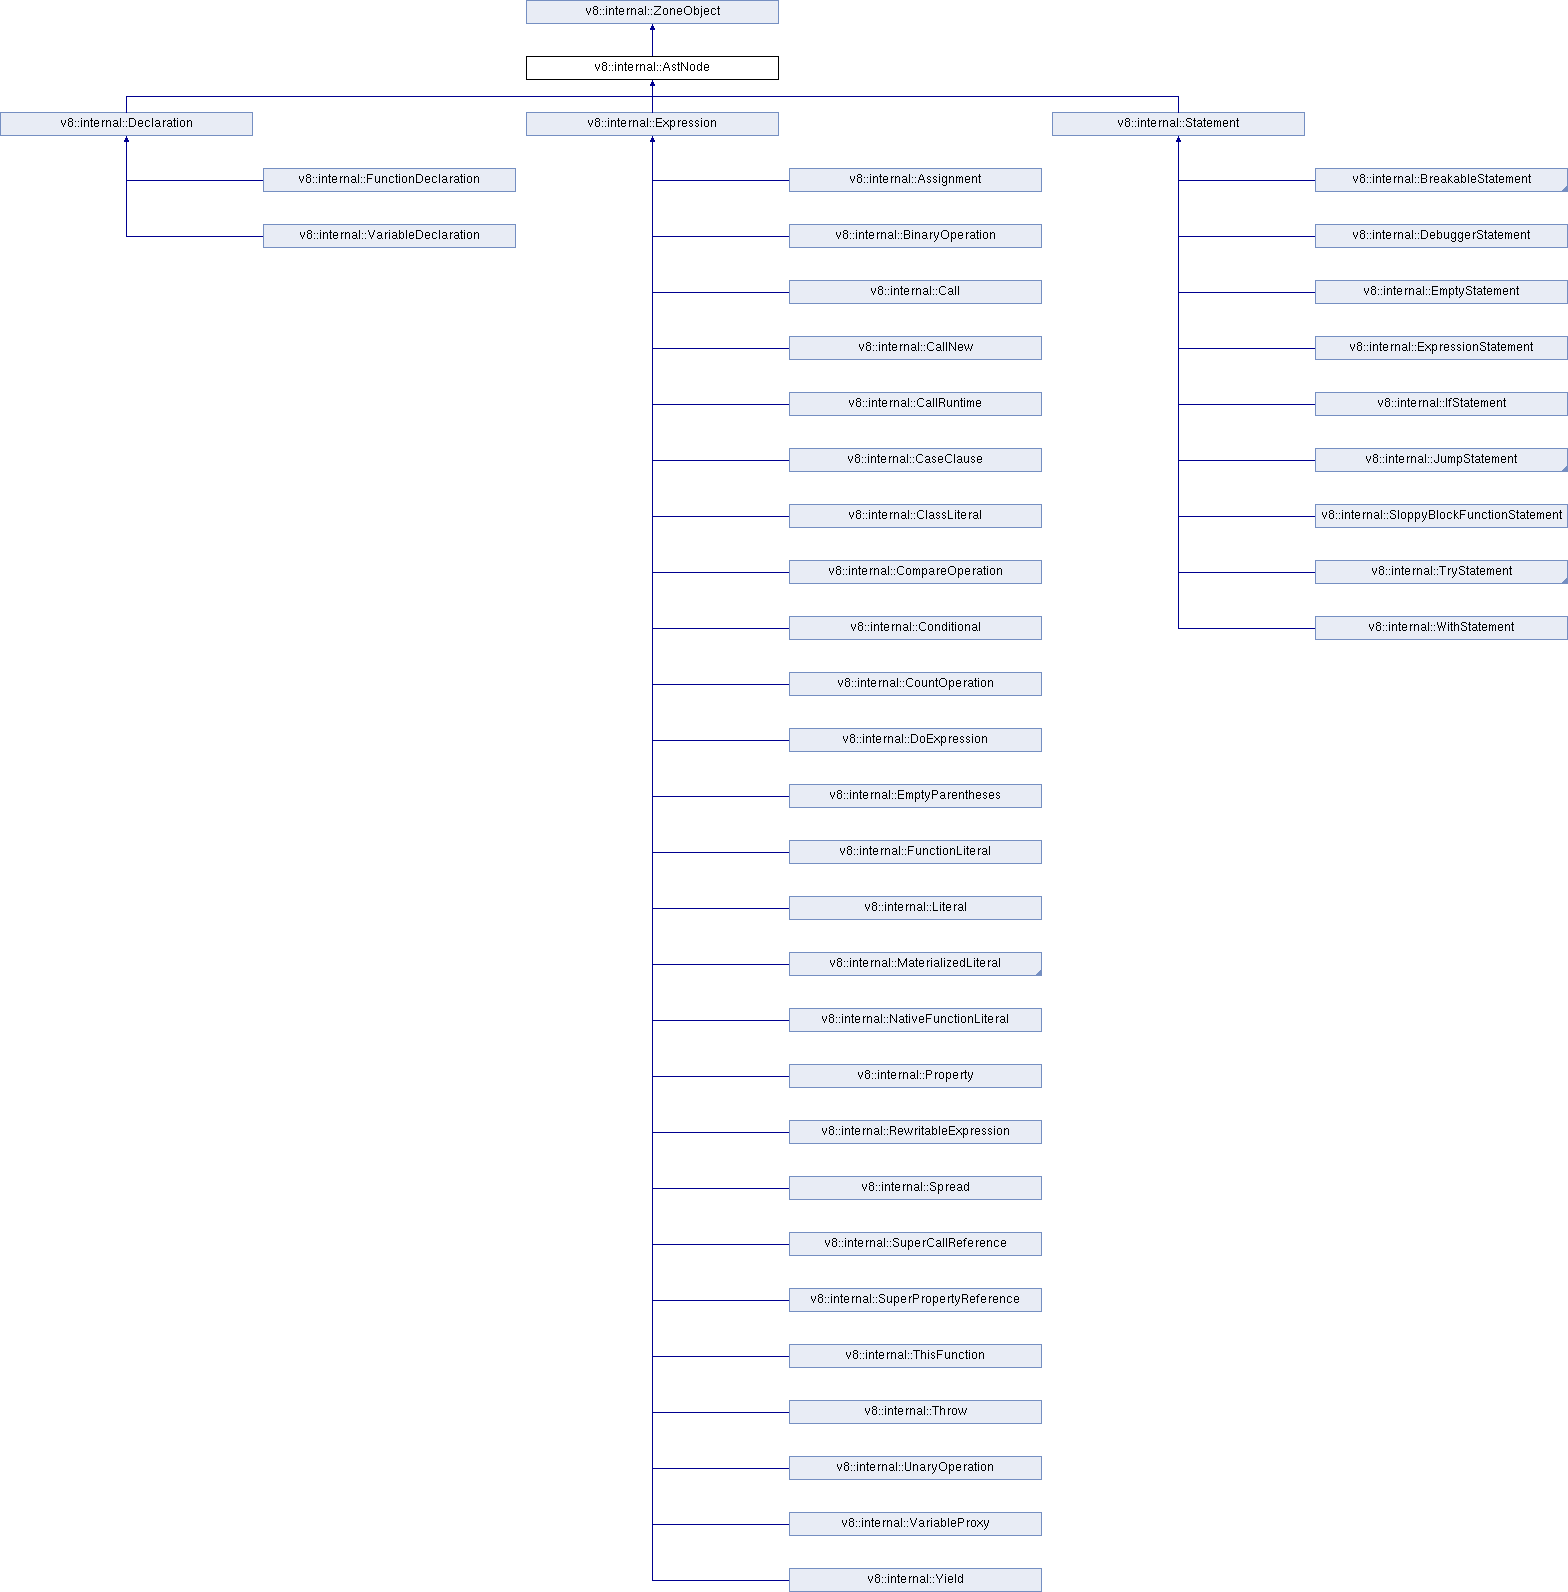 v8::internal::ZoneObject
v8::internal::AstNode
v8::internal::Declaration
v8::internal::Expression
v8::internal::Statement
v8::internal::FunctionDeclaration
v8::internal::Assignment
v8::internal::BreakableStatement
v8::internal::VariableDeclaration
v8::internal::BinaryOperation
v8::internal::DebuggerStatement
v8::internal::Call
v8::internal::EmptyStatement
v8::internal::CallNew
v8::internal::ExpressionStatement
v8::internal::CallRuntime
v8::internal::IfStatement
v8::internal::CaseClause
v8::internal::JumpStatement
v8::internal::ClassLiteral
v8::internal::SloppyBlockFunctionStatement
v8::internal::CompareOperation
v8::internal::TryStatement
v8::internal::Conditional
v8::internal::WithStatement
v8::internal::CountOperation
v8::internal::DoExpression
v8::internal::EmptyParentheses
v8::internal::FunctionLiteral
v8::internal::Literal
v8::internal::MaterializedLiteral
v8::internal::NativeFunctionLiteral
v8::internal::Property
v8::internal::RewritableExpression
v8::internal::Spread
v8::internal::SuperCallReference
v8::internal::SuperPropertyReference
v8::internal::ThisFunction
v8::internal::Throw
v8::internal::UnaryOperation
v8::internal::VariableProxy
v8::internal::Yield